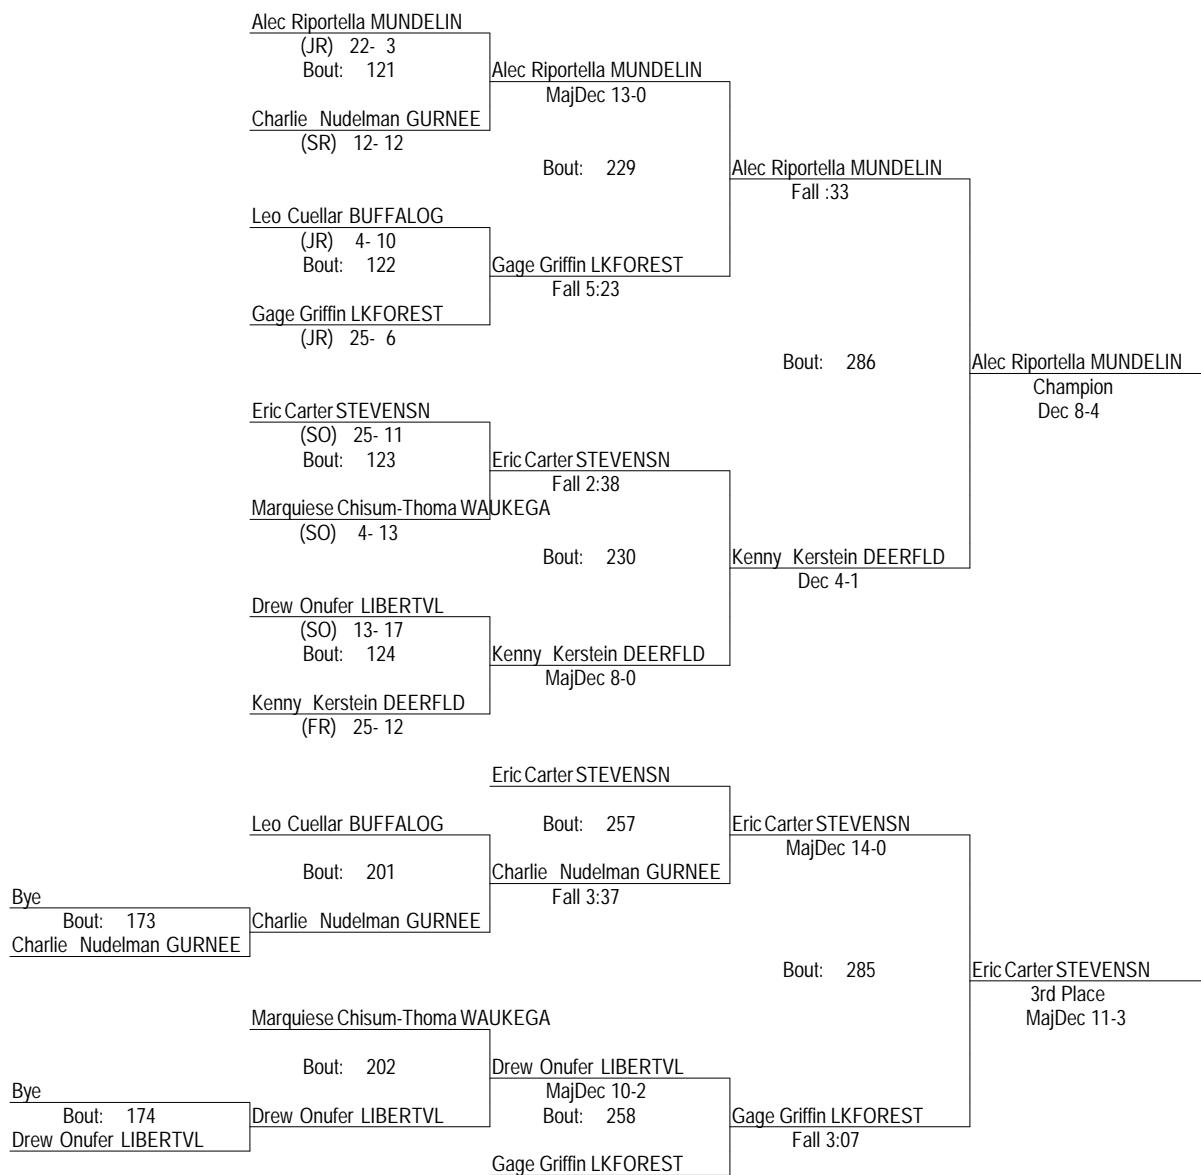 Alec Riportella MUNDELIN
(JR) 22- 3
Bout: 121
Alec Riportella MUNDELIN
MajDec 13-0
Charlie Nudelman GURNEE
(SR) 12- 12
Bout: 229
Alec Riportella MUNDELIN
Fall :33
Leo Cuellar BUFFALOG
(JR) 4- 10
Bout: 122
Gage Griffin LKFOREST
Fall 5:23
Gage Griffin LKFOREST
(JR) 25- 6
Bout: 286
Alec Riportella MUNDELIN
Champion
Dec 8-4
Eric Carter STEVENSN
(SO) 25- 11
Bout: 123
Eric Carter STEVENSN
Fall 2:38
Marquiese Chisum-Thoma WAUKEGA
(SO) 4- 13
Bout: 230
Kenny Kerstein DEERFLD
Dec 4-1
Drew Onufer LIBERTVL
(SO) 13- 17
Bout: 124
Kenny Kerstein DEERFLD
MajDec 8-0
Kenny Kerstein DEERFLD
(FR) 25- 12
Eric Carter STEVENSN
Leo Cuellar BUFFALOG
Bout: 257
Eric Carter STEVENSN
MajDec 14-0
Bout: 201
Charlie Nudelman GURNEE
Fall 3:37
Bye
Bout: 173
Charlie Nudelman GURNEE
Charlie Nudelman GURNEE
Bout: 285
Eric Carter STEVENSN
3rd Place
MajDec 11-3
Marquiese Chisum-Thoma WAUKEGA
Bout: 202
Drew Onufer LIBERTVL
MajDec 10-2
Bye
Bout: 174
Drew Onufer LIBERTVL
Drew Onufer LIBERTVL
Bout: 258
Gage Griffin LKFOREST
Fall 3:07
Gage Griffin LKFOREST